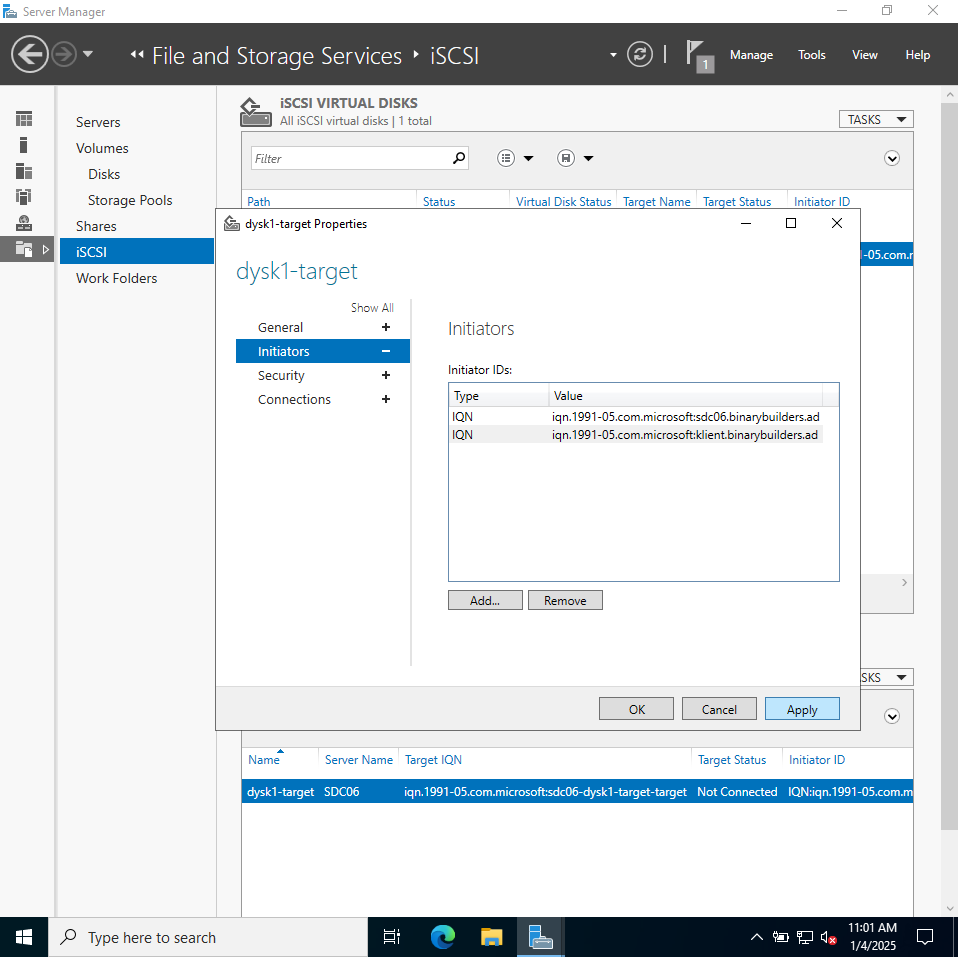 Server Manager
File and Storage Services iSCSI
1
Manage Tools View Help
Servers
Volumes
Disks
Storage Pools
Shares
iSCSI
Work Folders
iSCSI VIRTUAL DISKS
All iSCSI virtual disks | 1 total
TASKS
Filter
Path Status Virtual Disk Status Target Name Target Status Initiator ID
1-05.com.r
dysk1-target Properties
dysk1-target
Show All
General +
Initiators −
Security +
Connections +
Initiators
Initiator IDs:
Type Value
IQN iqn.1991-05.com.microsoft:sdc06.binarybuilders.ad
IQN iqn.1991-05.com.microsoft:klient.binarybuilders.ad
Add... Remove
SKS
OK Cancel Apply
Name Server Name Target IQN Target Status Initiator ID
dysk1-target SDC06 iqn.1991-05.com.microsoft:sdc06-dysk1-target-target Not Connected IQN:iqn.1991-05.com.m
Type here to search
11:01 AM
1/4/2025